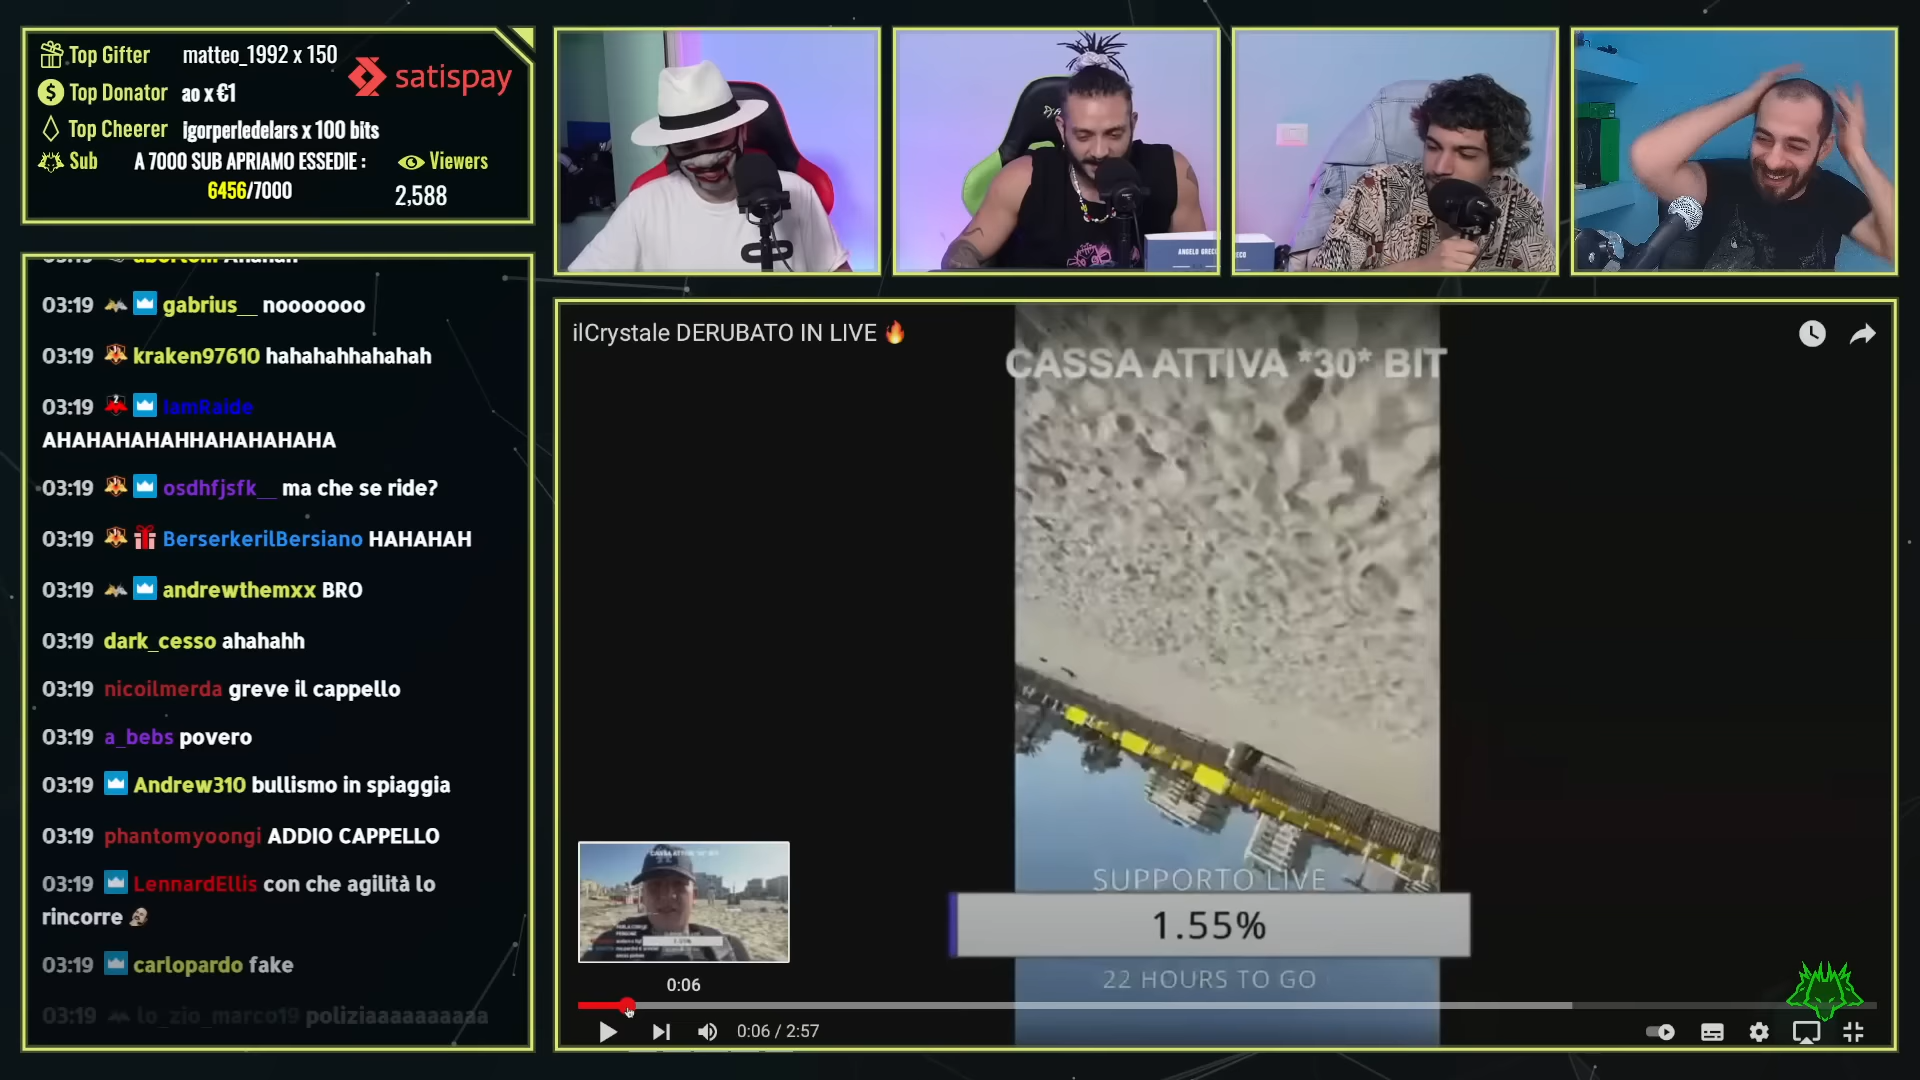 Top Gifter matteo_1992 x 150
satispay
Top Donator ao x €1
Top Cheerer igorperledelars x 100 bits
Sub A 7000 SUB APRIAMO ESSEDIE :
6456/7000
Viewers
2,588
03:19 gabrius__ nooooooo
03:19 kraken97610 hahahahhahahah
03:19 IamRaide
AHAHAHAHAHHAHAHAHAHA
03:19 osdhfjsfk__ ma che se ride?
03:19 BerserkerilBersiano HAHAHAH
03:19 andrewthemxx BRO
03:19 dark_cesso ahahahh
03:19 nicoilmerda greve il cappello
03:19 a_bebs povero
03:19 Andrew310 bullismo in spiaggia
03:19 phantomyoongi ADDIO CAPPELLO
03:19 LennardEllis con che agilità lo
rincorre
03:19 carlopardo fake
03:19 lo_zio_marco19 poliziaaaaaaaaaa
ANGELO GRECO
ilCrystale DERUBATO IN LIVE 🔥
CASSA ATTIVA *30* BIT
SUPPORTO LIVE
1.55%
22 HOURS TO GO
0:06
0:06 / 2:57